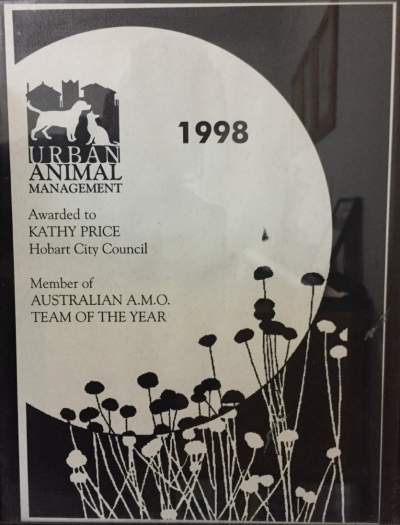 1998
URBAN
ANIMAL
MANAGEMENT
Awarded to
KATHY PRICE
Hobart City Council
Member of
AUSTRALIAN A.M.O.
TEAM OF THE YEAR